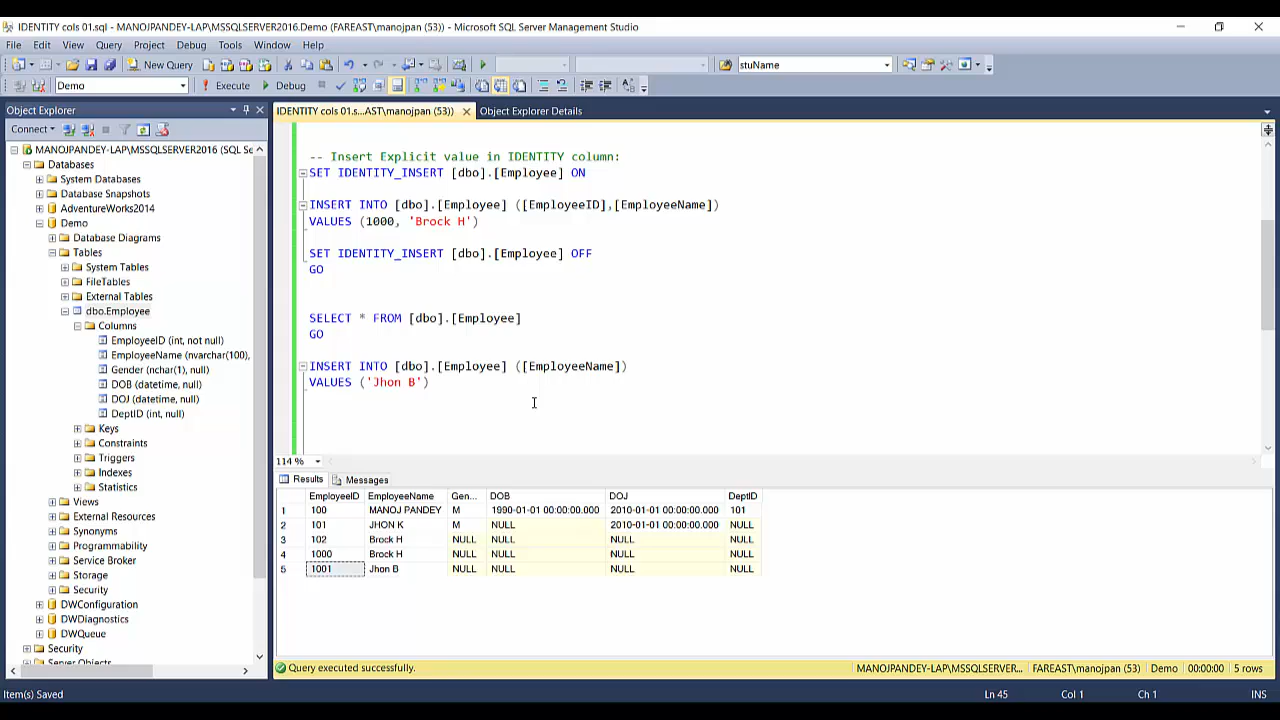 IDENTITY cols 01.sql - MANOJPANDEY-LAP\MSSQLSERVER2016.Demo (FAREAST\manojpan (53)) - Microsoft SQL Server Management Studio
File Edit View Query Project Debug Tools Window Help
New Query stuName
Demo Execute Debug
Object Explorer
IDENTITY cols 01.s...AST\manojpan (53)) Object Explorer Details
Connect
MANOJPANDEY-LAP\MSSQLSERVER2016 (SQL Se
Databases
System Databases
Database Snapshots
AdventureWorks2014
Demo
Database Diagrams
Tables
System Tables
FileTables
External Tables
dbo.Employee
Columns
EmployeeID (int, not null)
EmployeeName (nvarchar(100),
Gender (nchar(1), null)
DOB (datetime, null)
DOJ (datetime, null)
DeptID (int, null)
Keys
Constraints
Triggers
Indexes
Statistics
Views
External Resources
Synonyms
Programmability
Service Broker
Storage
Security
DWConfiguration
DWDiagnostics
DWQueue
Security
Server Objects
-- Insert Explicit value in IDENTITY column:
SET IDENTITY_INSERT [dbo].[Employee] ON
INSERT INTO [dbo].[Employee] ([EmployeeID],[EmployeeName])
VALUES (1000, 'Brock H')
SET IDENTITY_INSERT [dbo].[Employee] OFF
GO
SELECT * FROM [dbo].[Employee]
GO
INSERT INTO [dbo].[Employee] ([EmployeeName])
VALUES ('Jhon B')
114 %
Results Messages
EmployeeID EmployeeName Gen... DOB DOJ DeptID
1 100 MANOJ PANDEY M 1990-01-01 00:00:00.000 2010-01-01 00:00:00.000 101
2 101 JHON K M NULL 2010-01-01 00:00:00.000 NULL
3 102 Brock H NULL NULL NULL NULL
4 1000 Brock H NULL NULL NULL NULL
5 1001 Jhon B NULL NULL NULL NULL
Query executed successfully. MANOJPANDEY-LAP\MSSQLSERVER... FAREAST\manojpan (53) Demo 00:00:00 5 rows
Item(s) Saved Ln 45 Col 1 Ch 1 INS